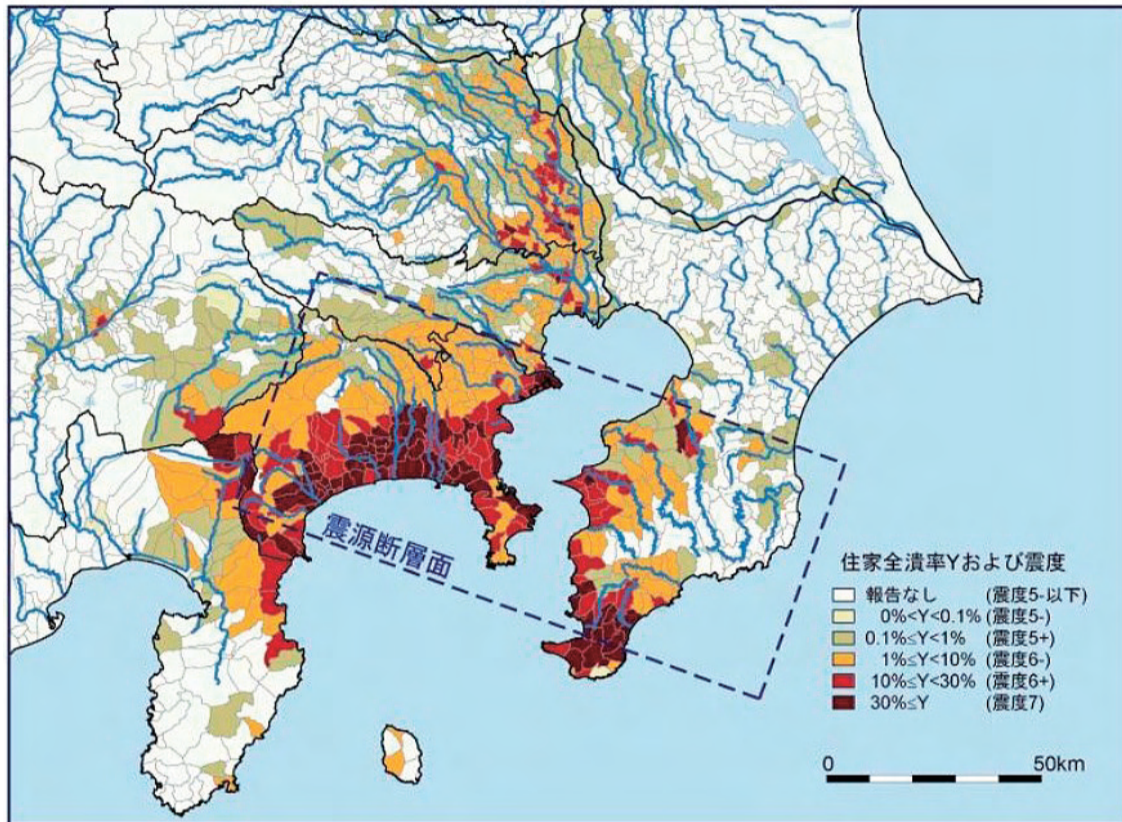 震源断層面
住家全潰率Yおよび震度
報告なし (震度5-以下)
0%<Y<0.1% (震度5-)
0.1%≤Y<1% (震度5+)
1%≤Y<10% (震度6-)
10%≤Y<30% (震度6+)
30%≤Y (震度7)
0 50km